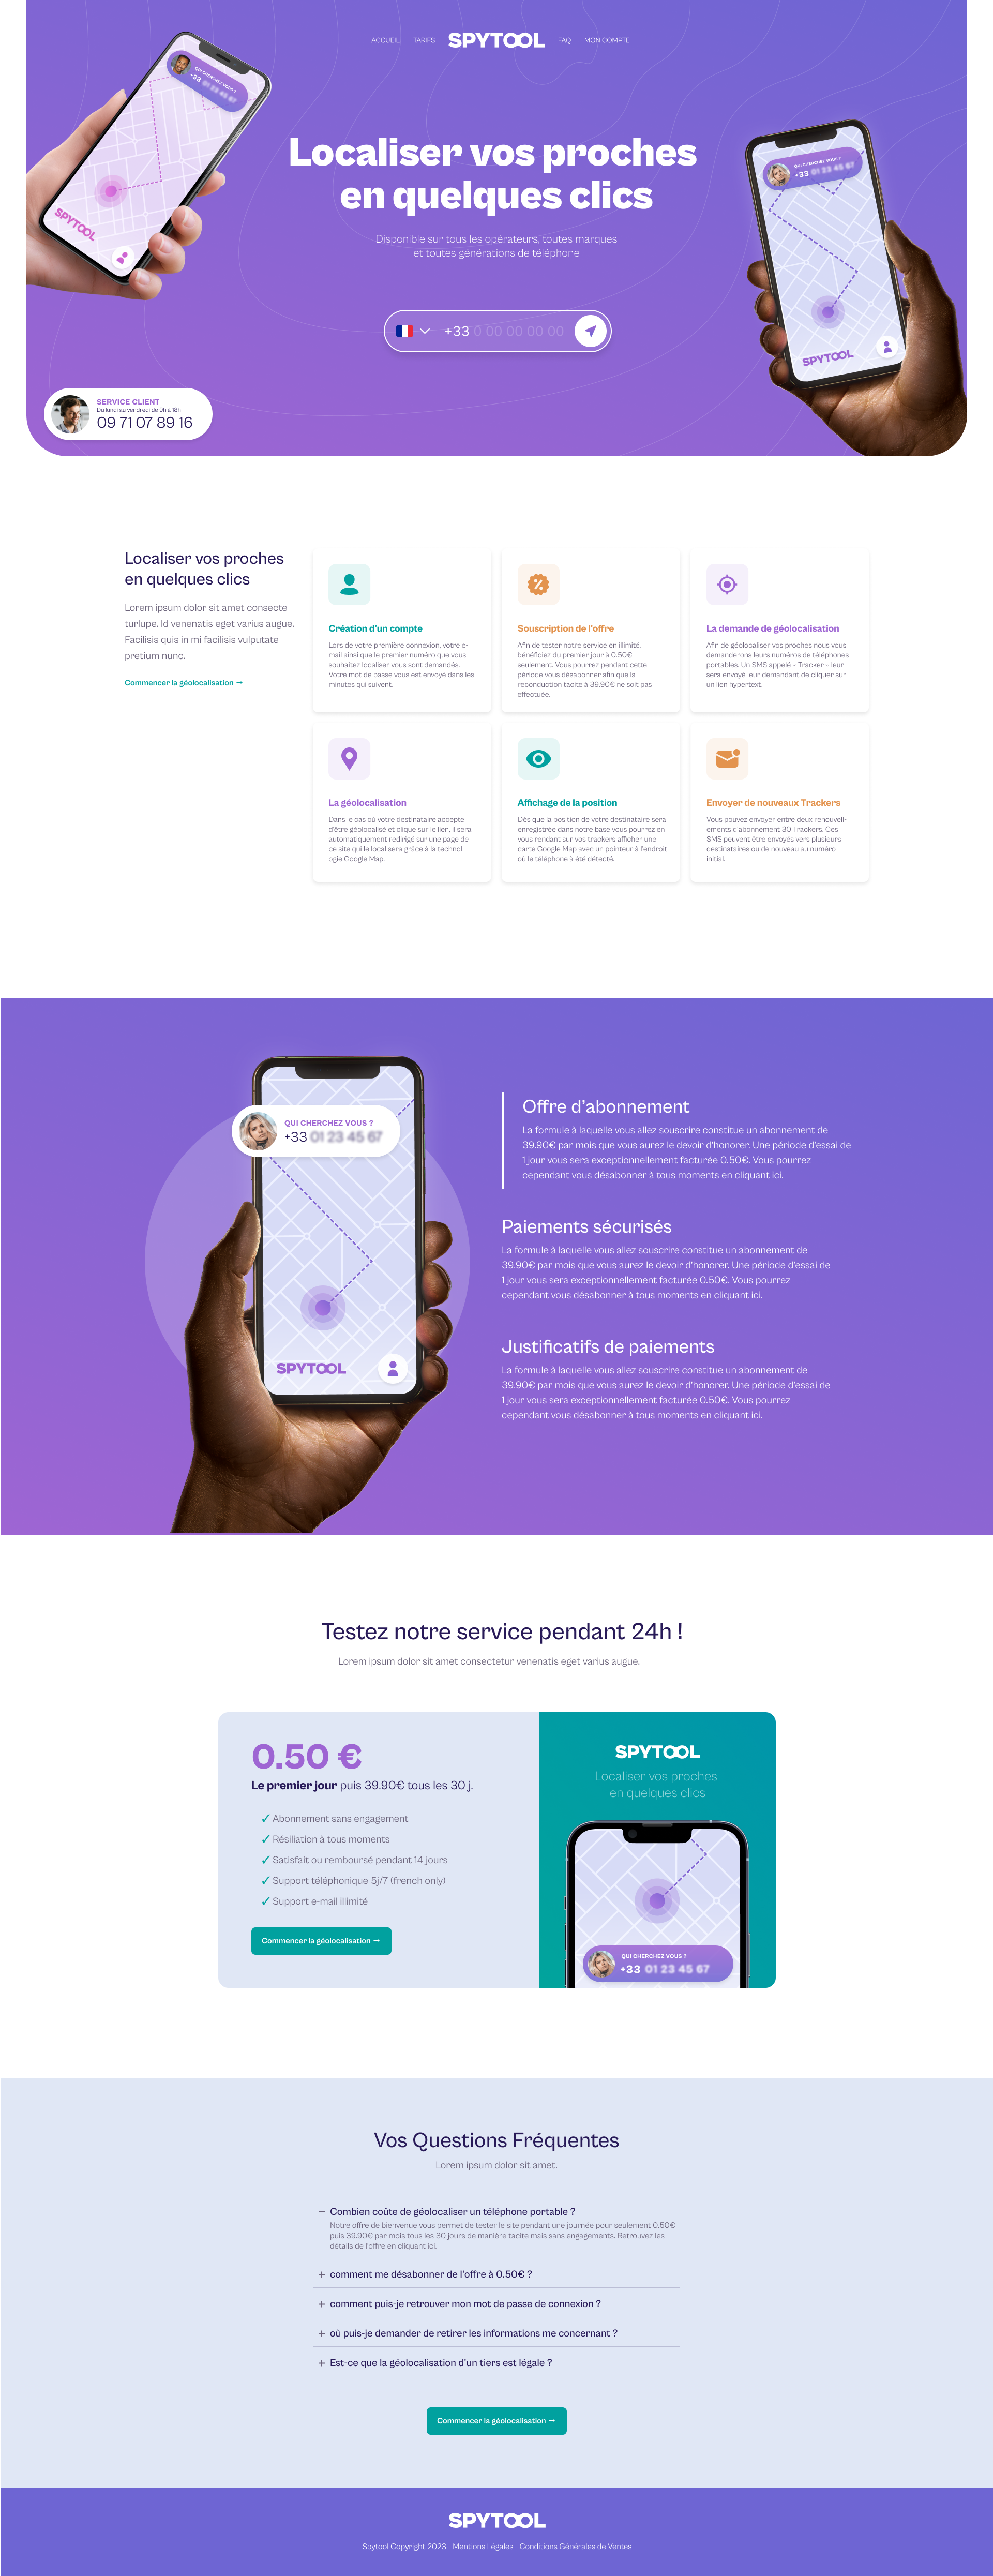 ACCUEIL TARIFS SPYTOOL FAQ MON COMPTE
QUI CHERCHEZ VOUS ?
+33 01 23 45 67
SPYTOOL
Localiser vos proches
en quelques clics
Disponible sur tous les opérateurs, toutes marques
et toutes générations de téléphone
+33 0 00 00 00 00
QUI CHERCHEZ VOUS ?
+33 01 23 45 67
SPYTOOL
SERVICE CLIENT
Du lundi au vendredi de 9h à 18h
09 71 07 89 16
Localiser vos proches
en quelques clics
Lorem ipsum dolor sit amet consecte
turlupe. Id venenatis eget varius augue.
Facilisis quis in mi facilisis vulputate
pretium nunc.
Commencer la géolocalisation →
Création d'un compte
Lors de votre première connexion, votre e-
mail ainsi que le premier numéro que vous
souhaitez localiser vous sont demandés.
Votre mot de passe vous est envoyé dans les
minutes qui suivent.
Souscription de l'offre
Afin de tester notre service en illimité,
bénéficiez du premier jour à 0.50€
seulement. Vous pourrez pendant cette
période vous désabonner afin que la
reconduction tacite à 39.90€ ne soit pas
effectuée.
La demande de géolocalisation
Afin de géolocaliser vos proches nous vous
demanderons leurs numéros de téléphones
portables. Un SMS appelé « Tracker » leur
sera envoyé leur demandant de cliquer sur
un lien hypertext.
La géolocalisation
Dans le cas où votre destinataire accepte
d'être géolocalisé et clique sur le lien, il sera
automatiquement redirigé sur une page de
ce site qui le localisera grâce à la technol-
ogie Google Map.
Affichage de la position
Dès que la position de votre destinataire sera
enregistrée dans notre base vous pourrez en
vous rendant sur vos trackers afficher une
carte Google Map avec un pointeur à l'endroit
où le téléphone à été détecté.
Envoyer de nouveaux Trackers
Vous pouvez envoyer entre deux renouvell-
ements d'abonnement 30 Trackers. Ces
SMS peuvent être envoyés vers plusieurs
destinataires ou de nouveau au numéro
initial.
QUI CHERCHEZ VOUS ?
+33 01 23 45 67
SPYTOOL
Offre d'abonnement
La formule à laquelle vous allez souscrire constitue un abonnement de
39.90€ par mois que vous aurez le devoir d'honorer. Une période d'essai de
1 jour vous sera exceptionnellement facturée 0.50€. Vous pourrez
cependant vous désabonner à tous moments en cliquant ici.
Paiements sécurisés
La formule à laquelle vous allez souscrire constitue un abonnement de
39.90€ par mois que vous aurez le devoir d'honorer. Une période d'essai de
1 jour vous sera exceptionnellement facturée 0.50€. Vous pourrez
cependant vous désabonner à tous moments en cliquant ici.
Justificatifs de paiements
La formule à laquelle vous allez souscrire constitue un abonnement de
39.90€ par mois que vous aurez le devoir d'honorer. Une période d'essai de
1 jour vous sera exceptionnellement facturée 0.50€. Vous pourrez
cependant vous désabonner à tous moments en cliquant ici.
Testez notre service pendant 24h !
Lorem ipsum dolor sit amet consectetur venenatis eget varius augue.
0.50 €
Le premier jour puis 39.90€ tous les 30 j.
✓ Abonnement sans engagement
✓ Résiliation à tous moments
✓ Satisfait ou remboursé pendant 14 jours
✓ Support téléphonique 5j/7 (french only)
✓ Support e-mail illimité
Commencer la géolocalisation →
SPYTOOL
Localiser vos proches
en quelques clics
QUI CHERCHEZ VOUS ?
+33 01 23 45 67
Vos Questions Fréquentes
Lorem ipsum dolor sit amet.
− Combien coûte de géolocaliser un téléphone portable ?
Notre offre de bienvenue vous permet de tester le site pendant une journée pour seulement 0.50€
puis 39.90€ par mois tous les 30 jours de manière tacite mais sans engagements. Retrouvez les
détails de l'offre en cliquant ici.
+ comment me désabonner de l'offre à 0.50€ ?
+ comment puis-je retrouver mon mot de passe de connexion ?
+ où puis-je demander de retirer les informations me concernant ?
+ Est-ce que la géolocalisation d'un tiers est légale ?
Commencer la géolocalisation →
SPYTOOL
Spytool Copyright 2023 - Mentions Légales - Conditions Générales de Ventes